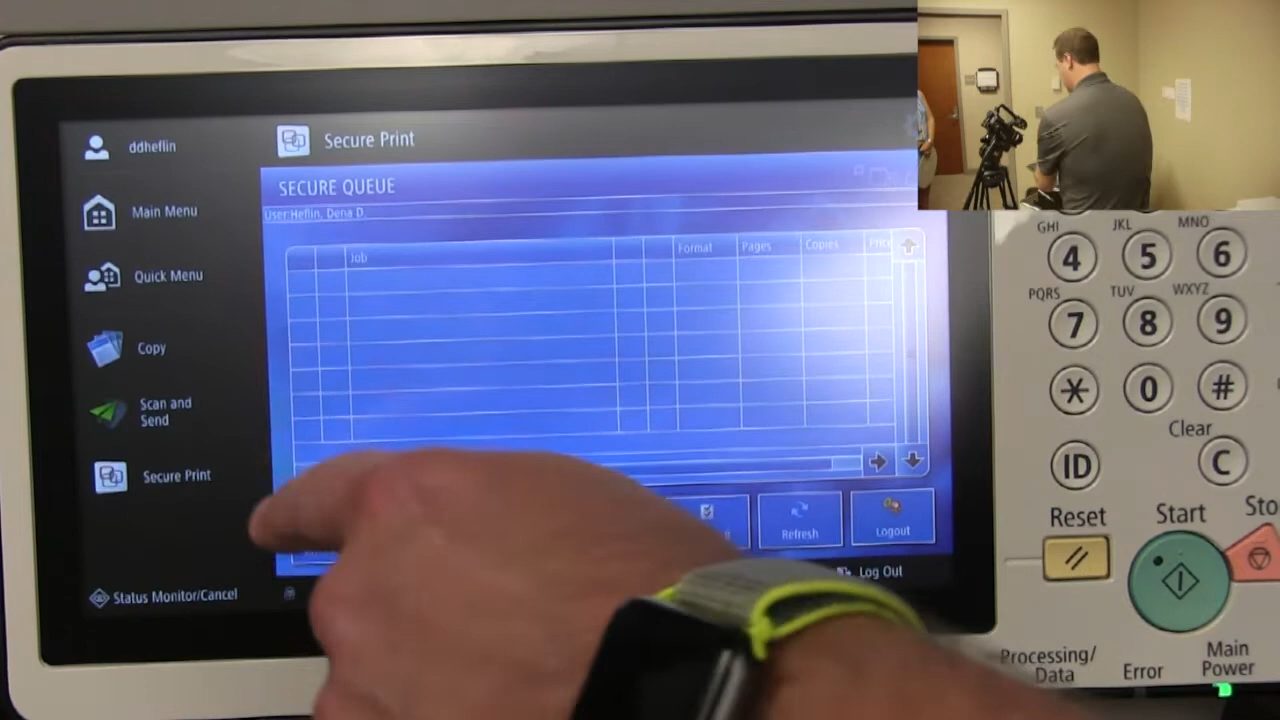 ddheflin
Secure Print
Main Menu
SECURE QUEUE
User:Heflin, Dena D
Quick Menu
Job
Format
Pages
Copies
Copy
Scan and
Send
Secure Print
Refresh
Logout
Status Monitor/Cancel
Log Out
GHI
JKL
MNO
4
5
6
PQRS
TUV
WXYZ
7
8
9
*
0
#
Clear
ID
C
Reset
Start
Processing/
Data
Error
Main
Power